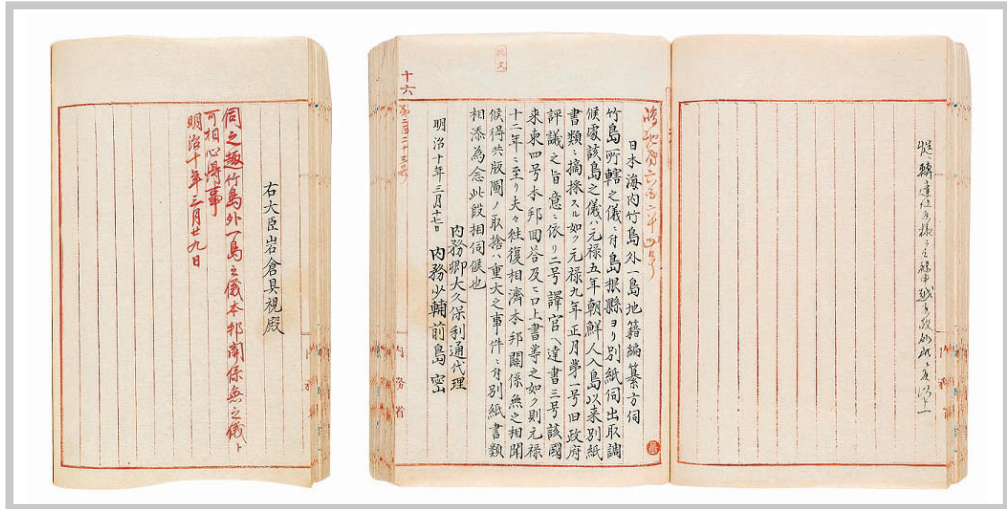 日本海内竹島外一島地籍編纂方伺
竹島所轄之儀ニ付島根縣ヨリ別紙伺出取調
候處該島之儀ハ元禄五年朝鮮人入島以来別紙
書類ニ摘採スル如ク元禄九年正月第一号旧政府
評議之旨意ニ依リ二号譯官ヘ達書三号該國
来柬四号本邦回答及ヒ口上書等之如ク則元禄
十二年ニ至リ夫々往復相濟本邦関係無之相聞
候得共版圖ノ取捨ハ重大之事件ニ付別紙書類
相添為念此段相伺候也
内務卿大久保利通代理
明治十年三月十七日 内務少輔前島密
十六
内務省
右大臣岩倉具視殿
伺之趣竹島外一島之儀本邦関係無之儀ト
可相心得事
明治十年三月廿九日